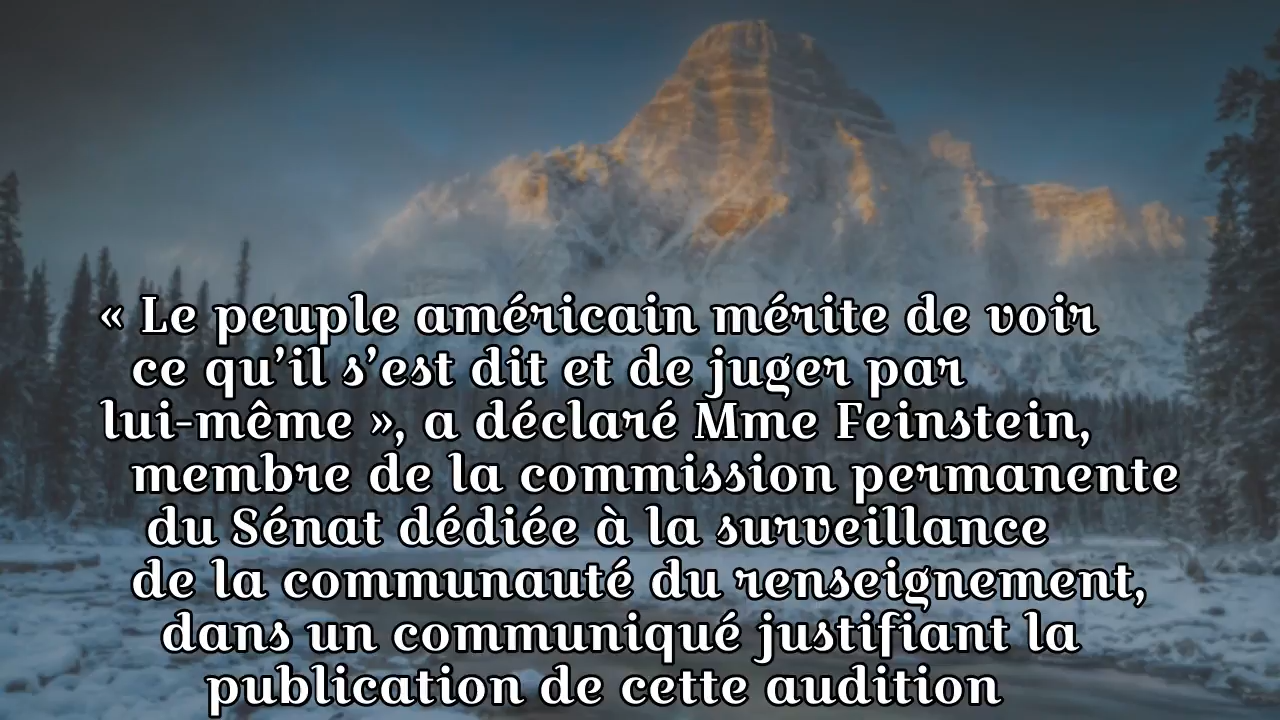 « Le peuple américain mérite de voir
ce qu’il s’est dit et de juger par
lui-même », a déclaré Mme Feinstein,
membre de la commission permanente
du Sénat dédiée à la surveillance
de la communauté du renseignement,
dans un communiqué justifiant la
publication de cette audition